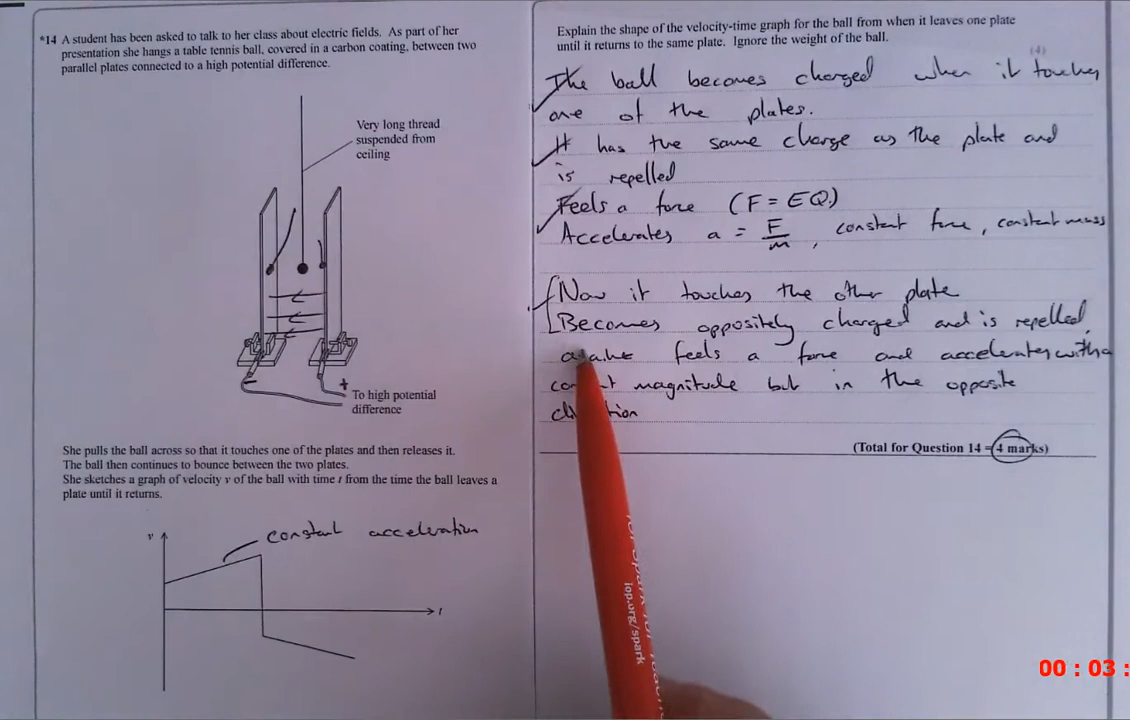 *14 A student has been asked to talk to her class about electric fields. As part of her
presentation she hangs a table tennis ball, covered in a carbon coating, between two
parallel plates connected to a high potential difference.
Very long thread
suspended from
ceiling
+
To high potential
difference
She pulls the ball across so that it touches one of the plates and then releases it.
The ball then continues to bounce between the two plates.
She sketches a graph of velocity v of the ball with time t from the time the ball leaves a
plate until it returns.
v
constant acceleration
t
Explain the shape of the velocity-time graph for the ball from when it leaves one plate
until it returns to the same plate. Ignore the weight of the ball.
(4)
The ball becomes charged when it touches
one of the plates.
It has the same charge as the plate and
is repelled
Feels a force (F = EQ)
Accelerates a = F/m, constant force, constant mass
Now it touches the other plate
Becomes oppositely charged and is repelled,
feels a force and accelerates with a
magnitude but in the opposite
(Total for Question 14 = 4 marks)
iop.org/spark
00 : 03 :